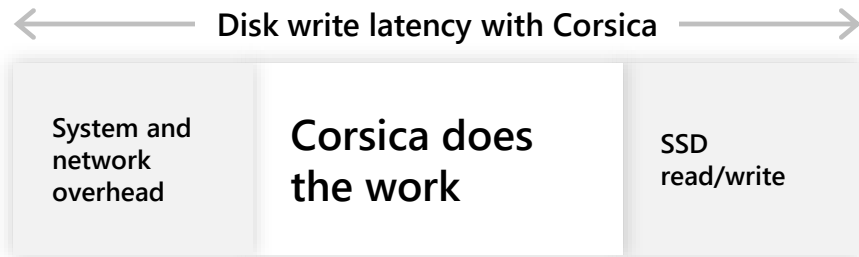 Disk write latency with Corsica
System and
network
overhead
Corsica does
the work
SSD
read/write